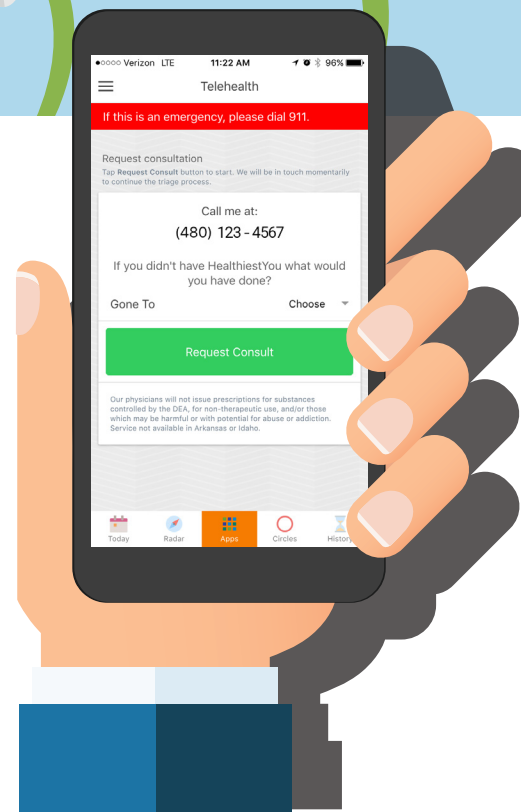 Verizon LTE 11:22 AM 96%
Telehealth
If this is an emergency, please dial 911.
Request consultation
Tap Request Consult button to start. We will be in touch momentarily
to continue the triage process.
Call me at:
(480) 123-4567
If you didn't have HealthiestYou what would
you have done?
Gone To Choose
Request Consult
Our physicians will not issue prescriptions for substances
controlled by the DEA, for non-therapeutic use, and/or those
which may be harmful or with potential for abuse or addiction.
Service not available in Arkansas or Idaho.
Today Radar Apps Circles History